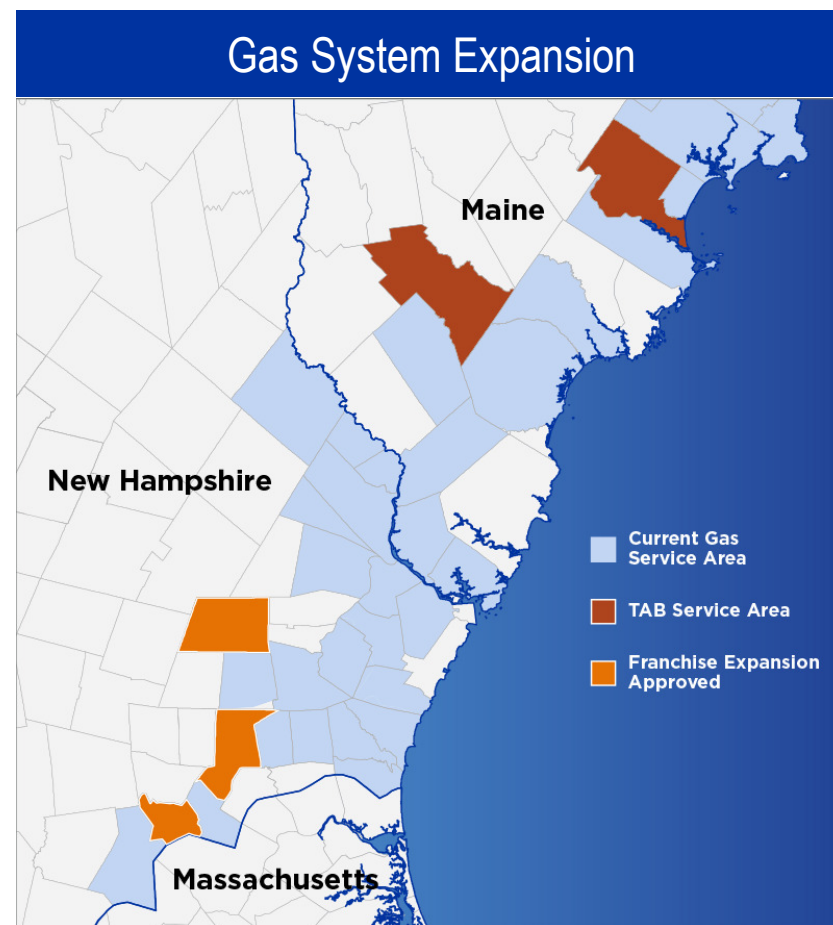 Gas System Expansion
Maine
New Hampshire
Current Gas
Service Area
TAB Service Area
Franchise Expansion
Approved
Massachusetts